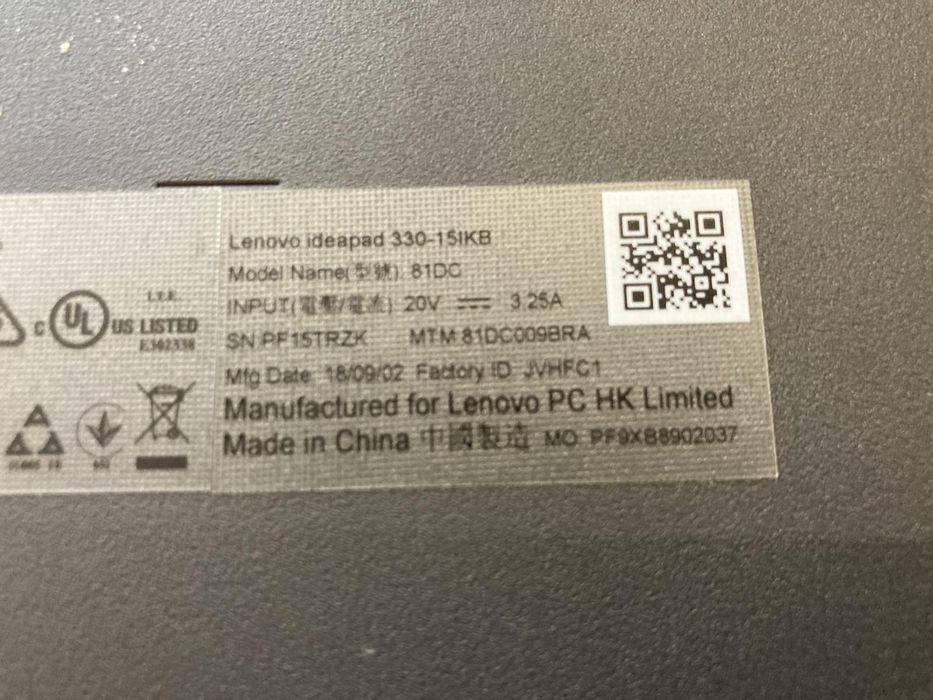 Lenovo ideapad 330-15IKB
Model Name(型號): 81DC
INPUT(電壓/電流) 20V 3.25A
SN PF15TRZK MTM 81DC009BRA
Mfg Date 18/09/02 Factory ID JVHFC1
Manufactured for Lenovo PC HK Limited
Made in China 中國製造 MO PF9XB8902037
I.T.E.
C UL US LISTED
E302338